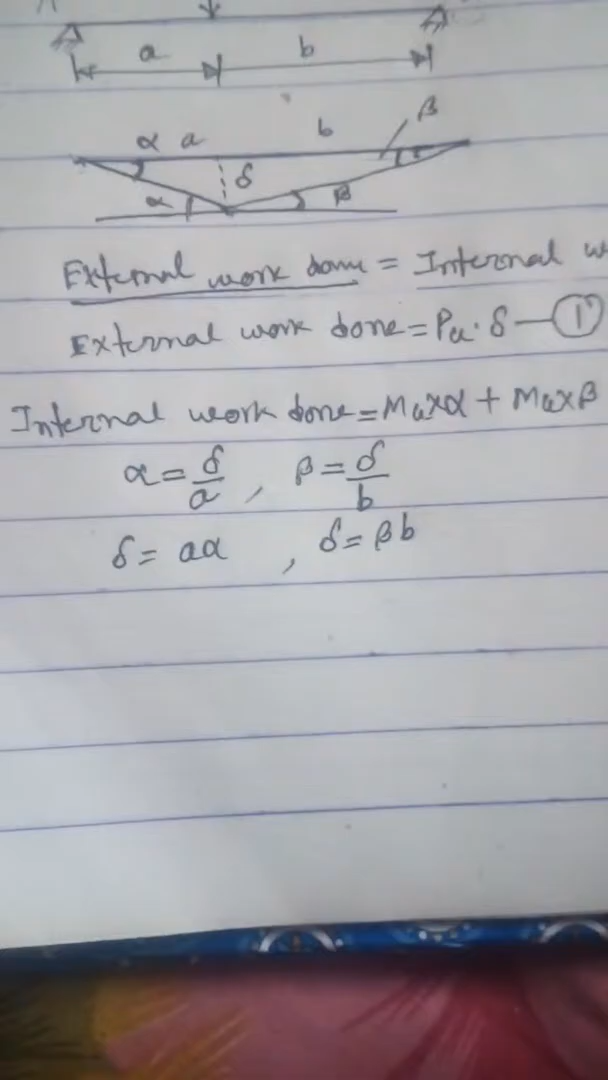 a b
α a b β
δ
α β
External work done = Internal
External work done = Pu · δ — ①
Internal work done = Mu×α + Mu×β
α = δ/a , β = δ/b
δ = aα , δ = βb